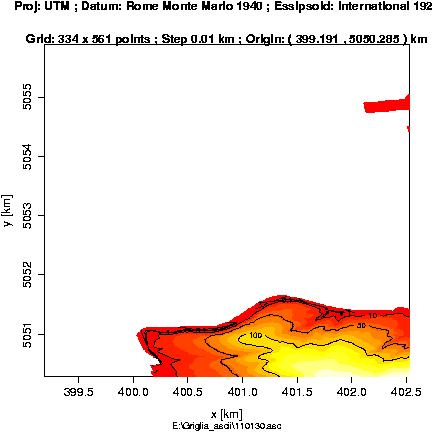 Proj: UTM ; Datum: Rome Monte Mario 1940 ; Esslpsold: International 192
Grid: 334 x 561 points ; Step 0.01 km ; Origin: ( 399.191 , 5050.285 ) km
5055
5054
5053
5052
5051
y [km]
10
50
100
399.5 400.0 400.5 401.0 401.5 402.0 402.5
x [km]
E:\Griglia_ascii\110130.asc